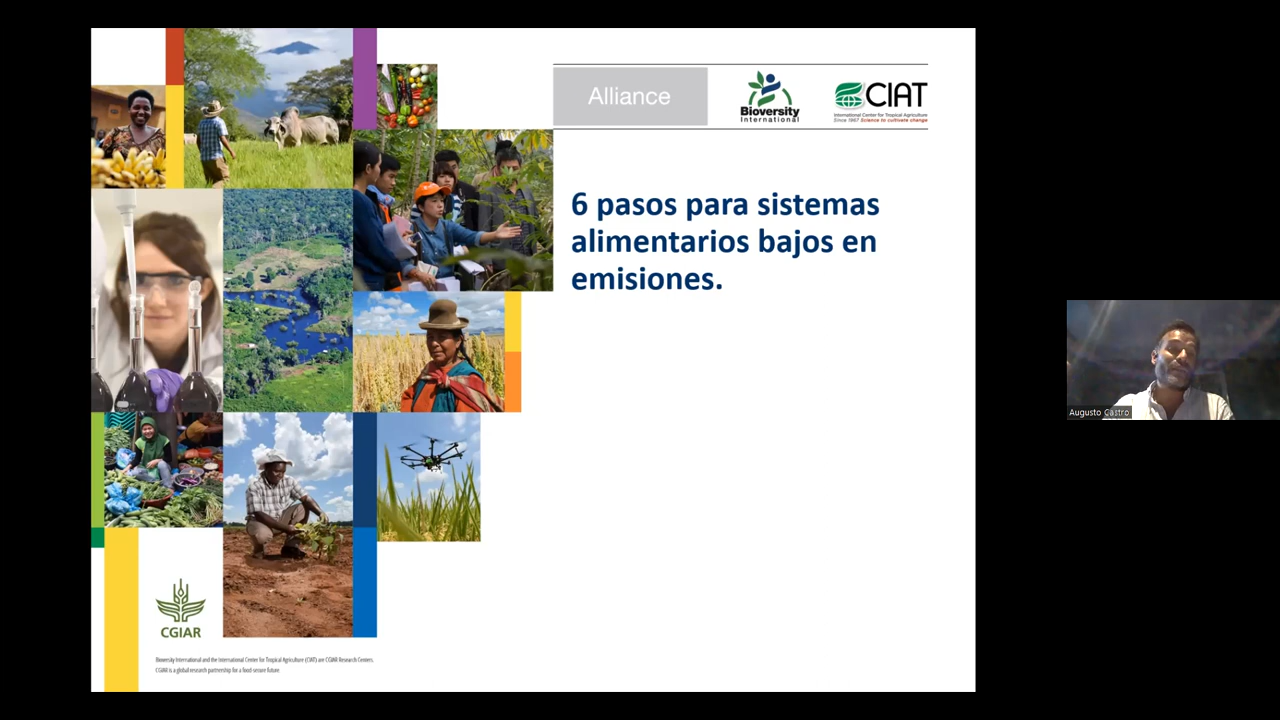 Alliance
Bioversity
International
CIAT
International Center for Tropical Agriculture
Since 1967 Science to cultivate change
6 pasos para sistemas
alimentarios bajos en
emisiones.
Augusto Castro
CGIAR
Bioversity International and the International Center for Tropical Agriculture (CIAT) are CGIAR Research Centers.
CGIAR is a global research partnership for a food-secure future.